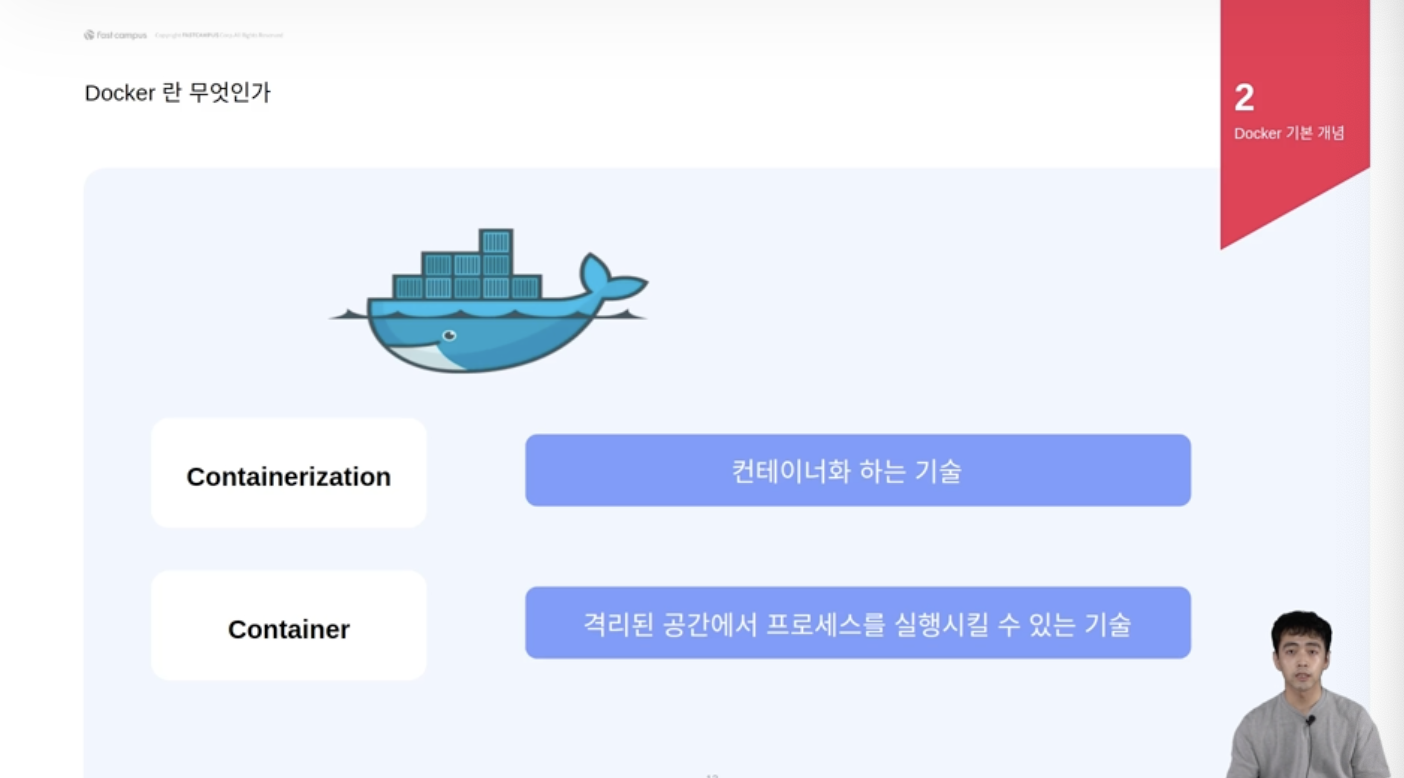 fast campus Copyright FASTCAMPUS Corp. All Rights Reserved
Docker 란 무엇인가
2
Docker 기본 개념
Containerization
컨테이너화 하는 기술
Container
격리된 공간에서 프로세스를 실행시킬 수 있는 기술